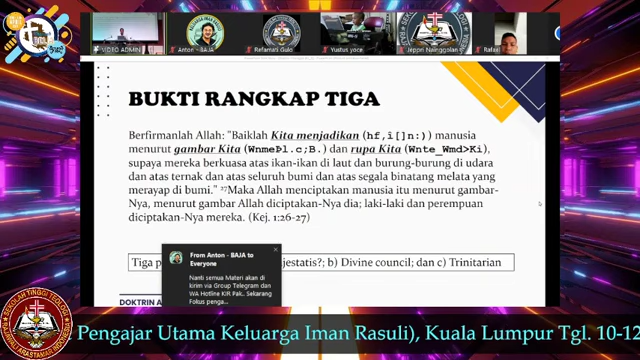 VIDEO ADMIN
Anton - BAJA
Refamati Gulo
Yustus yoce
Jeppri Nainggolan
Rafael
BUKTI RANGKAP TIGA
Berfirmanlah Allah: "Baiklah Kita menjadikan (hf,i[]n:) manusia
menurut gambar Kita (WnmeÞl.c;B.) dan rupa Kita (Wnte_Wmd>Ki),
supaya mereka berkuasa atas ikan-ikan di laut dan burung-burung di udara
dan atas ternak dan atas seluruh bumi dan atas segala binatang melata yang
merayap di bumi." 27Maka Allah menciptakan manusia itu menurut gambar-
Nya, menurut gambar Allah diciptakan-Nya dia; laki-laki dan perempuan
diciptakan-Nya mereka. (Kej. 1:26-27)
Tiga p
jestatis?; b) Divine council; dan c) Trinitarian
From Anton - BAJA to
Everyone
Nanti semua Materi akan di
kirim via Group Telegram dan
WA Hotline KIR Pak.. Sekarang
Fokus penga...
DOKTRIN A
Pengajar Utama Keluarga Iman Rasuli), Kuala Lumpur Tgl. 10-12